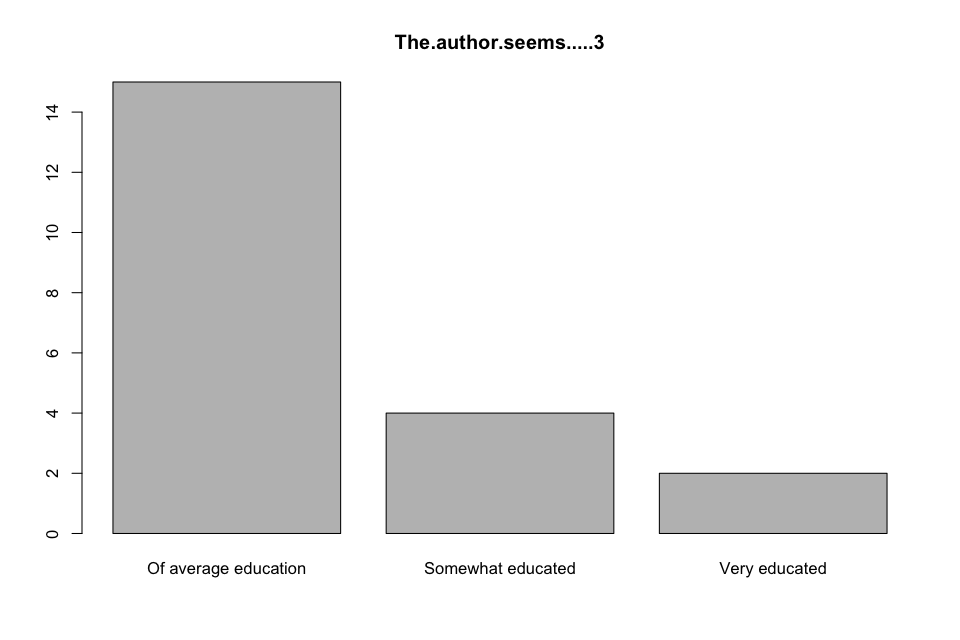 The.author.seems.....3
14
12
10
8
6
4
2
0
Of average education
Somewhat educated
Very educated